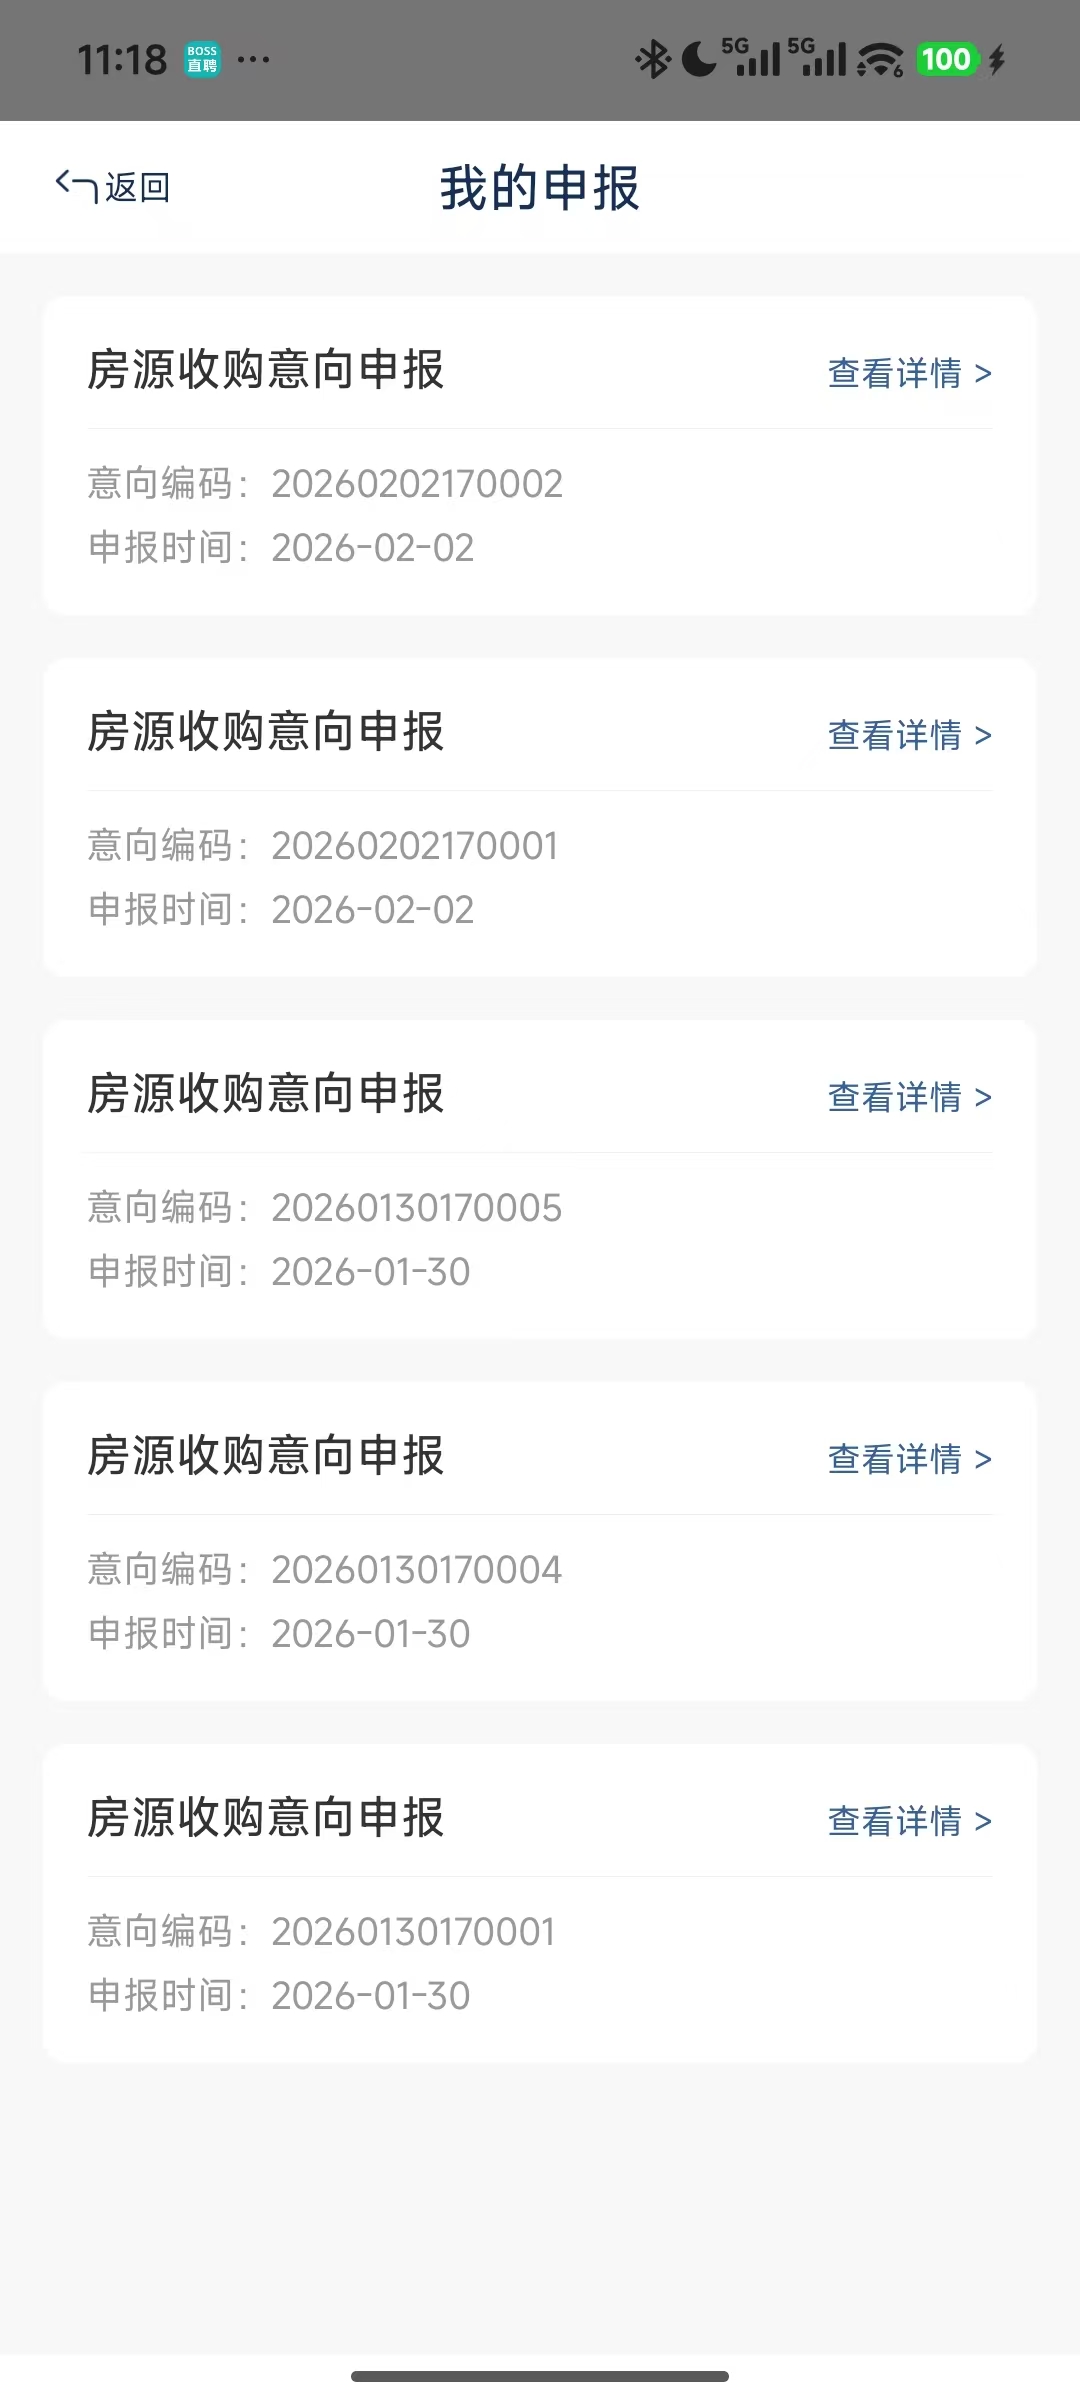 11:18 BOSS直聘 ··· 5G 5G 6 100
返回 我的申报
房源收购意向申报 查看详情 >
意向编码：20260202170002
申报时间：2026-02-02
房源收购意向申报 查看详情 >
意向编码：20260202170001
申报时间：2026-02-02
房源收购意向申报 查看详情 >
意向编码：20260130170005
申报时间：2026-01-30
房源收购意向申报 查看详情 >
意向编码：20260130170004
申报时间：2026-01-30
房源收购意向申报 查看详情 >
意向编码：20260130170001
申报时间：2026-01-30